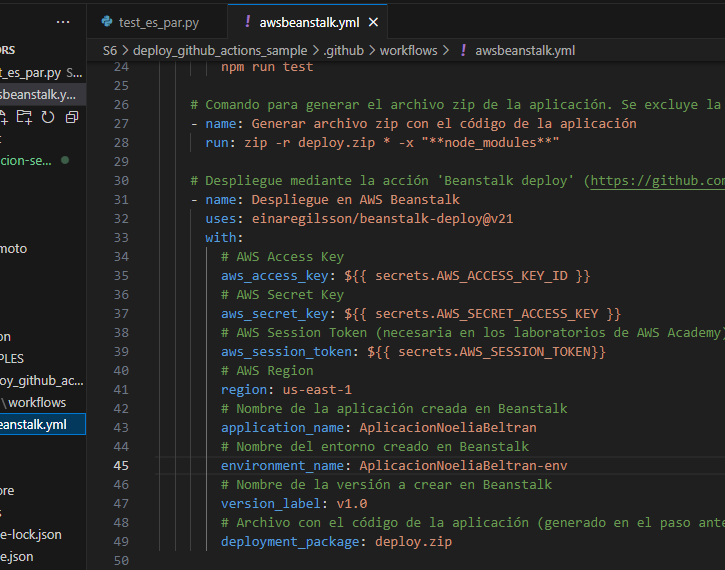 test_es_par.py
! awsbeanstalk.yml
S6 > deploy_github_actions_sample > .github > workflows > ! awsbeanstalk.yml
ORS
t_es_par.py S...
sbeanstalk.y...
cion-se...
moto
on
PLES
oy_github_ac...
\workflows
eanstalk.yml
ore
s
e-lock.json
e.json
24 npm run test
25
26 # Comando para generar el archivo zip de la aplicación. Se excluye la
27 - name: Generar archivo zip con el código de la aplicación
28 run: zip -r deploy.zip * -x "**node_modules**"
29
30 # Despliegue mediante la acción 'Beanstalk deploy' (https://github.com
31 - name: Despliegue en AWS Beanstalk
32 uses: einaregilsson/beanstalk-deploy@v21
33 with:
34 # AWS Access Key
35 aws_access_key: ${{ secrets.AWS_ACCESS_KEY_ID }}
36 # AWS Secret Key
37 aws_secret_key: ${{ secrets.AWS_SECRET_ACCESS_KEY }}
38 # AWS Session Token (necesaria en los laboratorios de AWS Academy)
39 aws_session_token: ${{ secrets.AWS_SESSION_TOKEN}}
40 # AWS Region
41 region: us-east-1
42 # Nombre de la aplicación creada en Beanstalk
43 application_name: AplicacionNoeliaBeltran
44 # Nombre del entorno creado en Beanstalk
45 environment_name: AplicacionNoeliaBeltran-env
46 # Nombre de la versión a crear en Beanstalk
47 version_label: v1.0
48 # Archivo con el código de la aplicación (generado en el paso ante
49 deployment_package: deploy.zip
50